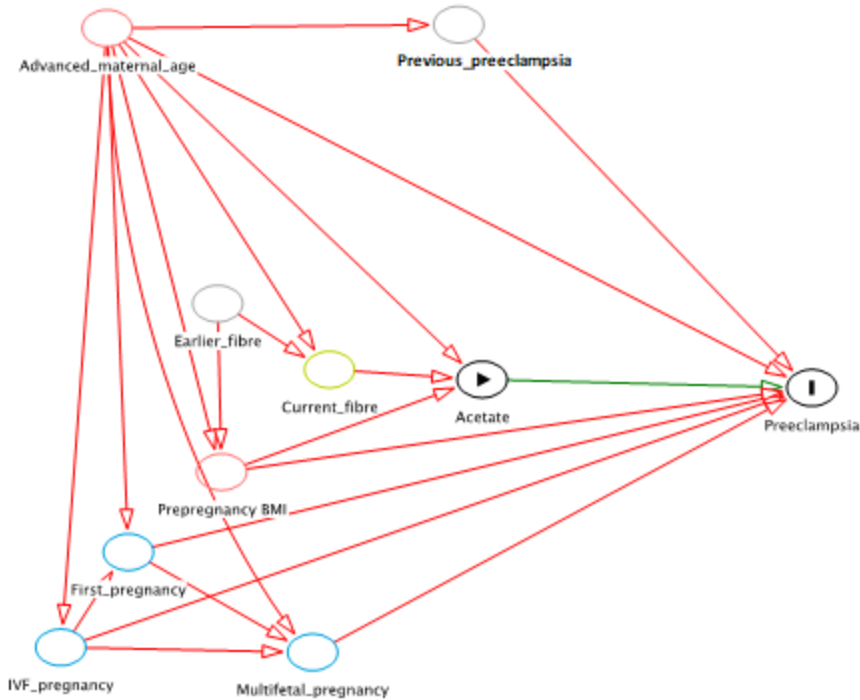 Advanced_maternal_age
Previous_preeclampsia
Earlier_fibre
Current_fibre
Acetate
Preeclampsia
Prepregnancy BMI
First_pregnancy
IVF_pregnancy
Multifetal_pregnancy